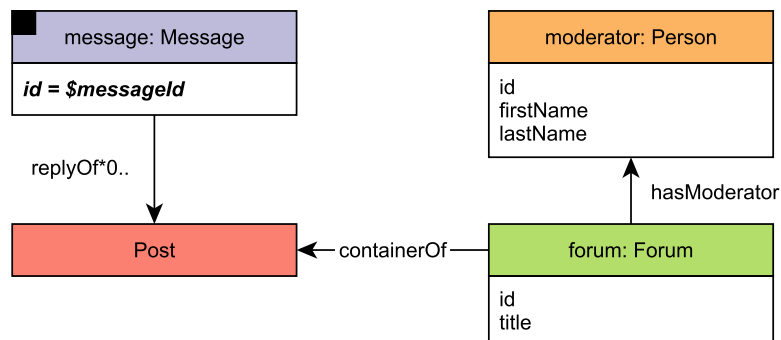 message: Message
id = $messageId
moderator: Person
id
firstName
lastName
replyOf*0..
hasModerator
Post
containerOf
forum: Forum
id
title